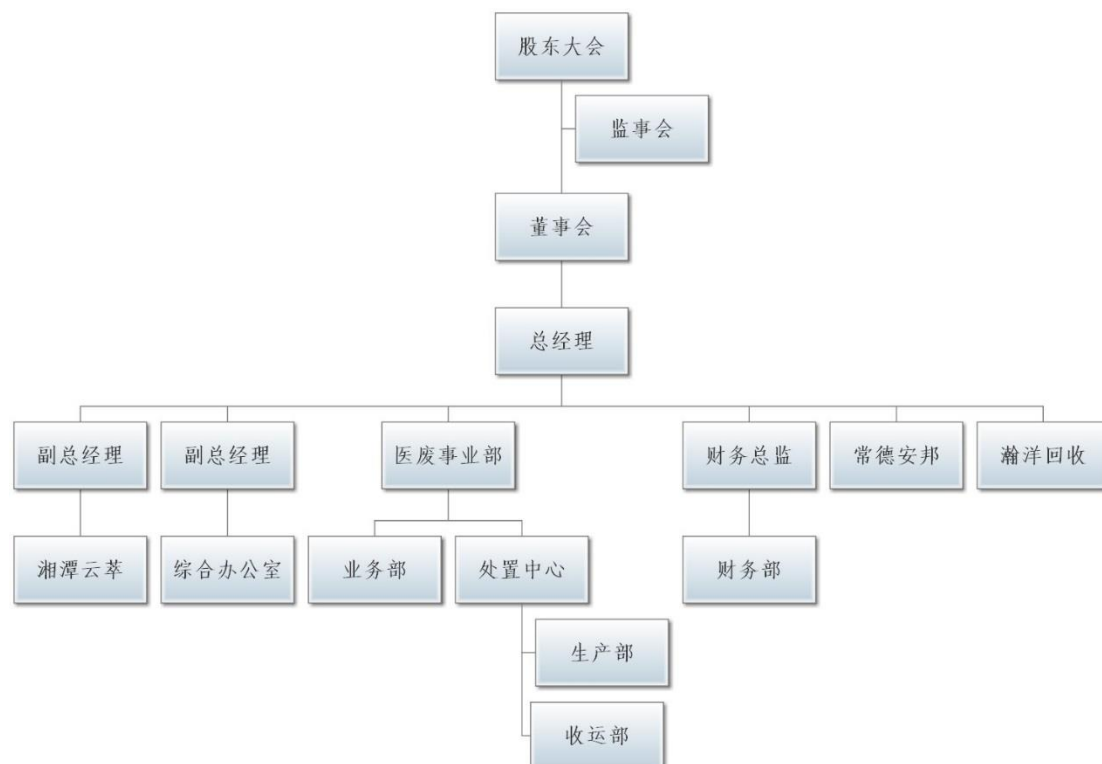 股东大会
监事会
董事会
总经理
副总经理
副总经理
医废事业部
财务总监
常德安邦
瀚洋回收
湘潭云萃
综合办公室
业务部
处置中心
财务部
生产部
收运部